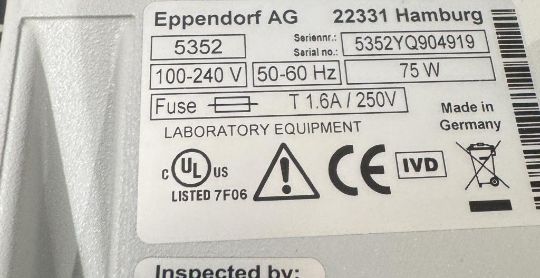 Eppendorf AG 22331 Hamburg
5352 Seriennr.: Serial no.: 5352YQ904919
100-240 V 50-60 Hz 75 W
Fuse T 1.6A / 250V
Made in Germany
LABORATORY EQUIPMENT
C UL US
LISTED 7F06
CE IVD
Inspected by: